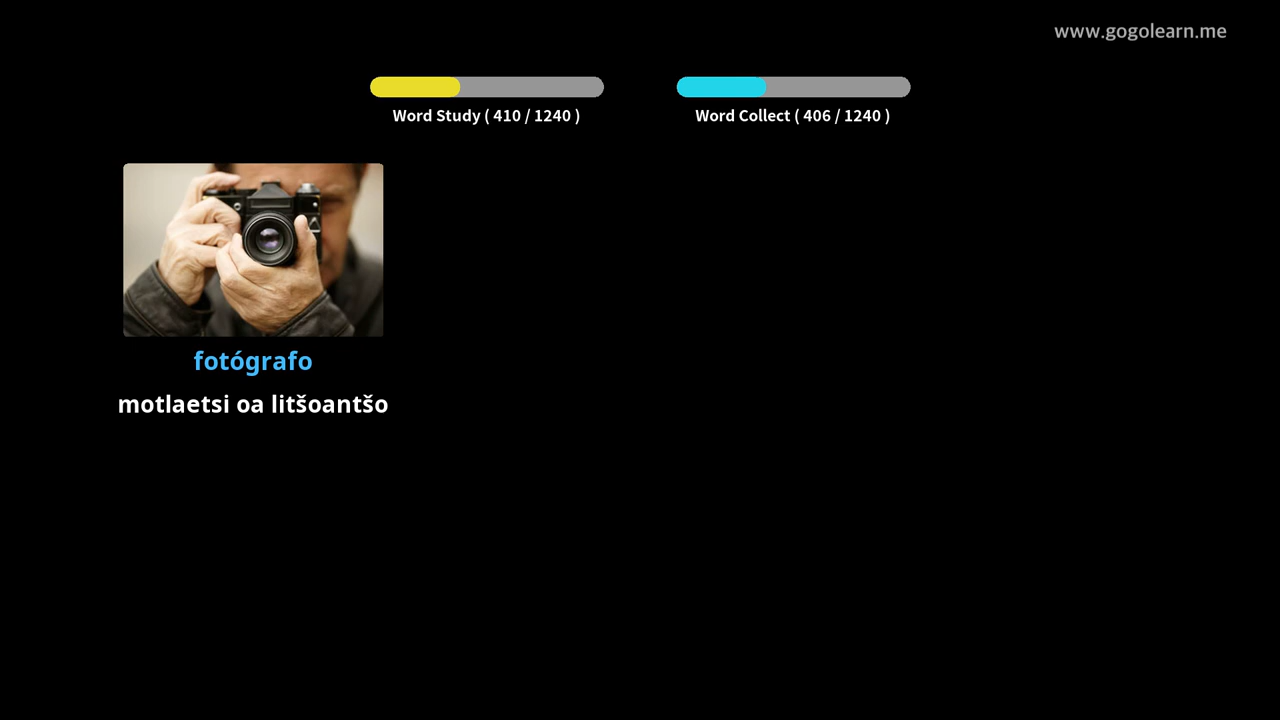 www.gogolearn.me
Word Study ( 410 / 1240 )
Word Collect ( 406 / 1240 )
fotógrafo
motlaetsi oa litšoantšo